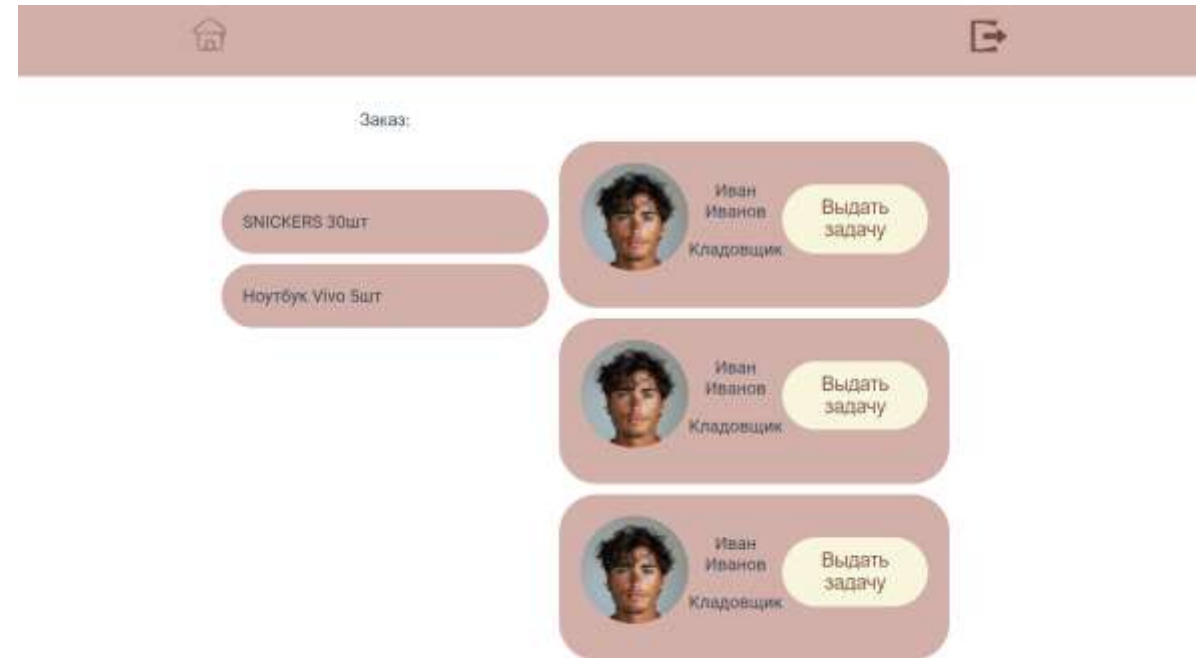 Заказ:
SNICKERS 30шт
Ноутбук Vivo 5шт
Иван
Иванов
Кладовщик
Выдать
задачу
Иван
Иванов
Кладовщик
Выдать
задачу
Иван
Иванов
Кладовщик
Выдать
задачу